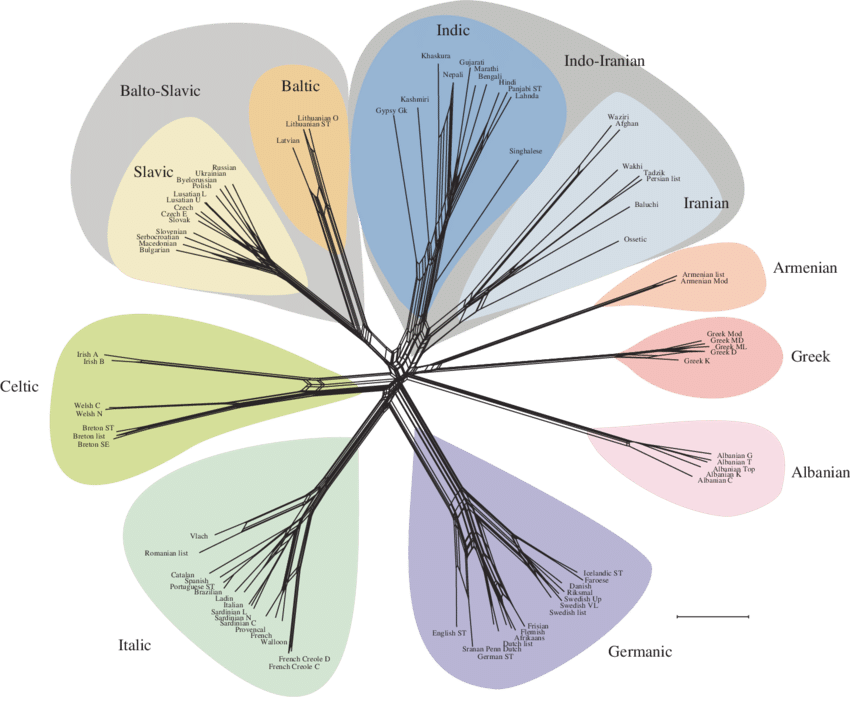 Indic
Indo-Iranian
Balto-Slavic
Baltic
Slavic
Iranian
Armenian
Greek
Albanian
Celtic
Italic
Germanic
Khaskura
Nepali
Gujarati
Marathi
Bengali
Hindi
Panjabi ST
Lahnda
Kashmiri
Gypsy Gk
Singhalese
Waziri
Afghan
Wakhi
Tadzik
Persian list
Baluchi
Ossetic
Lithuanian O
Lithuanian ST
Latvian
Russian
Ukrainian
Byelorussian
Polish
Lusatian L
Lusatian U
Czech
Czech E
Slovak
Slovenian
Serbocroatian
Macedonian
Bulgarian
Armenian list
Armenian Mod
Greek Mod
Greek MD
Greek ML
Greek D
Greek K
Irish A
Irish B
Welsh C
Welsh N
Breton ST
Breton list
Breton SE
Albanian G
Albanian T
Albanian Top
Albanian K
Albanian C
Vlach
Romanian list
Catalan
Spanish
Portuguese ST
Brazilian
Ladin
Italian
Sardinian L
Sardinian N
Sardinian C
Provencal
French
Walloon
French Creole D
French Creole C
Icelandic ST
Faroese
Danish
Riksmal
Swedish Up
Swedish VL
Swedish list
Frisian
Flemish
Afrikaans
Dutch list
Sranan Penn Dutch
German ST
English ST